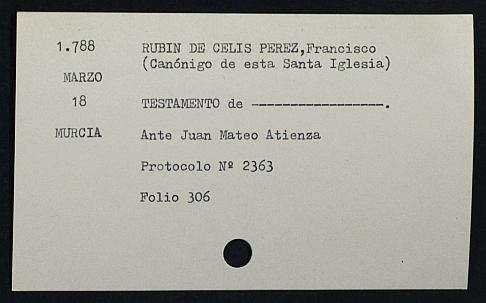 1.788 RUBIN DE CELIS PEREZ,Francisco
(Canónigo de esta Santa Iglesia)
MARZO
18 TESTAMENTO de -----------------.
MURCIA Ante Juan Mateo Atienza
Protocolo Nº 2363
Folio 306